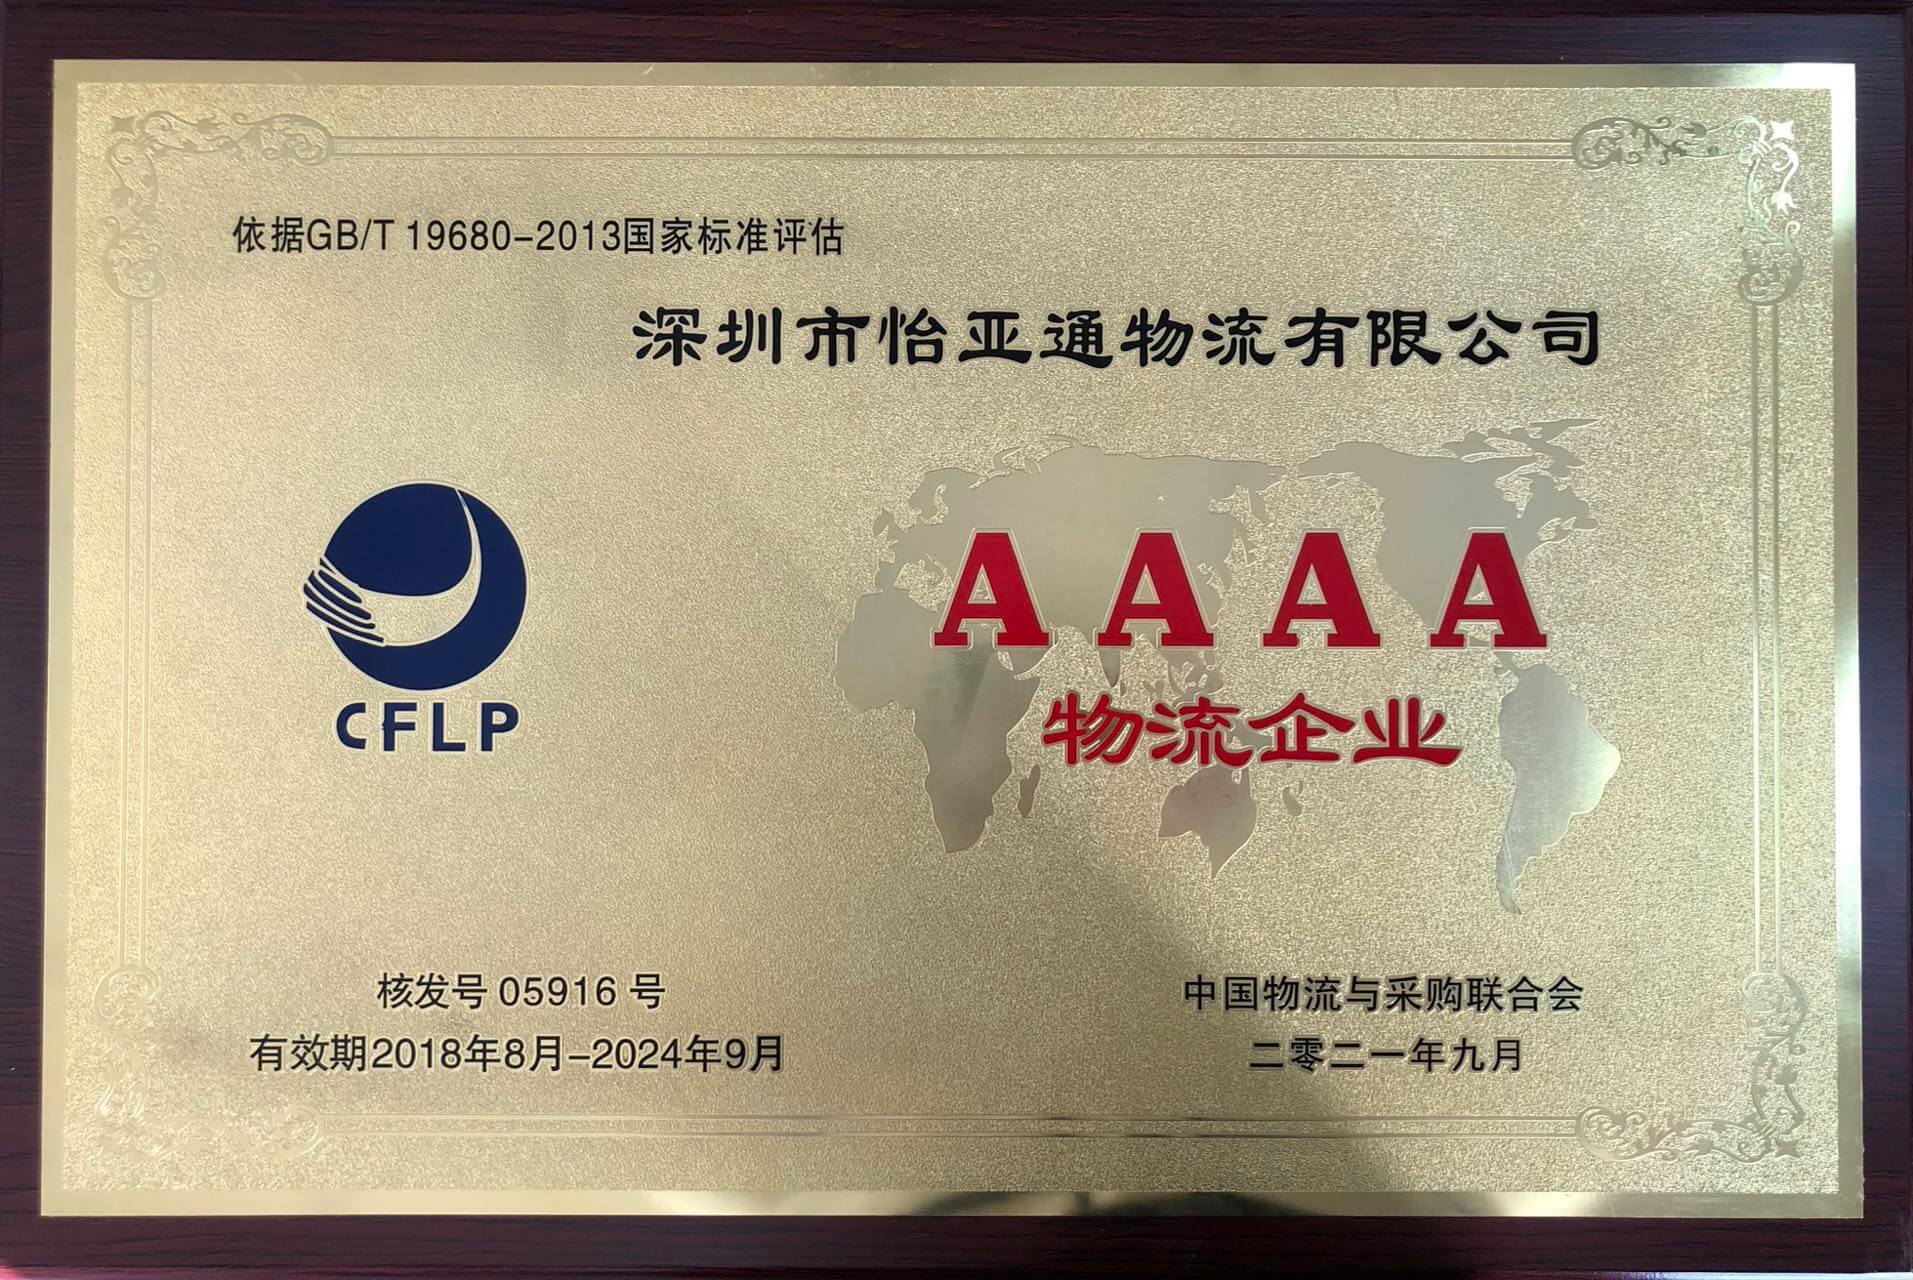 依据GB/T 19680-2013国家标准评估
深圳市怡亚通物流有限公司
CFLP
AAAA
物流企业
核发号 05916 号
有效期2018年8月-2024年9月
中国物流与采购联合会
二零二一年九月